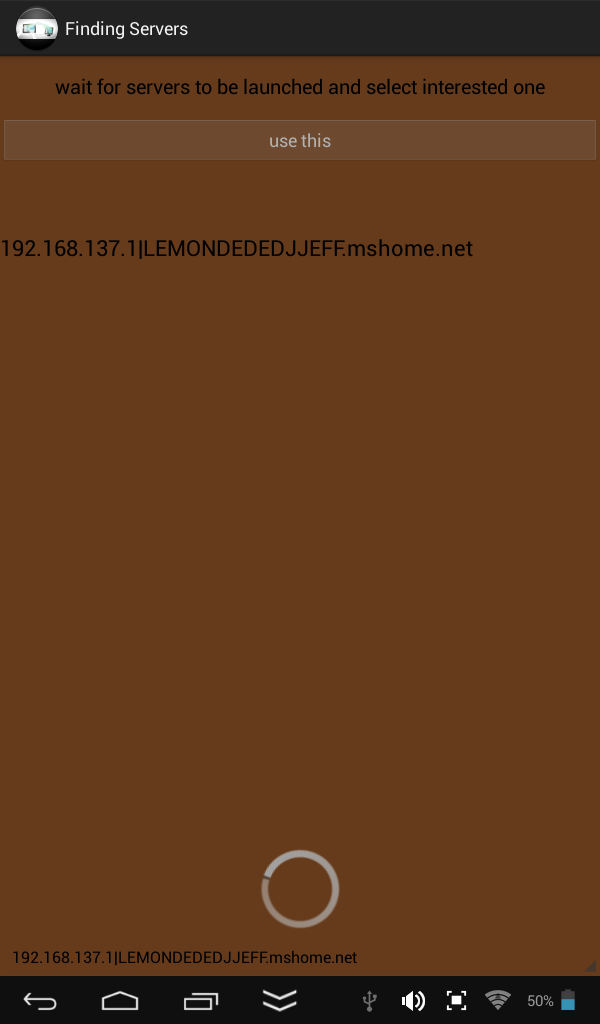 Finding Servers
wait for servers to be launched and select interested one
use this
192.168.137.1|LEMONDEDEDJJEFF.mshome.net
192.168.137.1|LEMONDEDEDJJEFF.mshome.net
50%